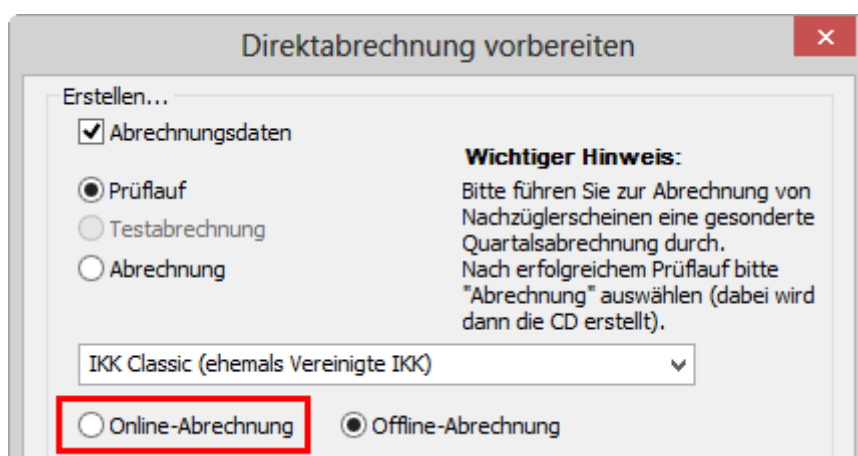 Direktabrechnung vorbereiten
Erstellen...
Abrechnungsdaten
Prüflauf
Testabrechnung
Abrechnung
Wichtiger Hinweis:
Bitte führen Sie zur Abrechnung von
Nachzüglerscheinen eine gesonderte
Quartalsabrechnung durch.
Nach erfolgreichem Prüflauf bitte
"Abrechnung" auswählen (dabei wird
dann die CD erstellt).
IKK Classic (ehemals Vereinigte IKK)
Online-Abrechnung Offline-Abrechnung